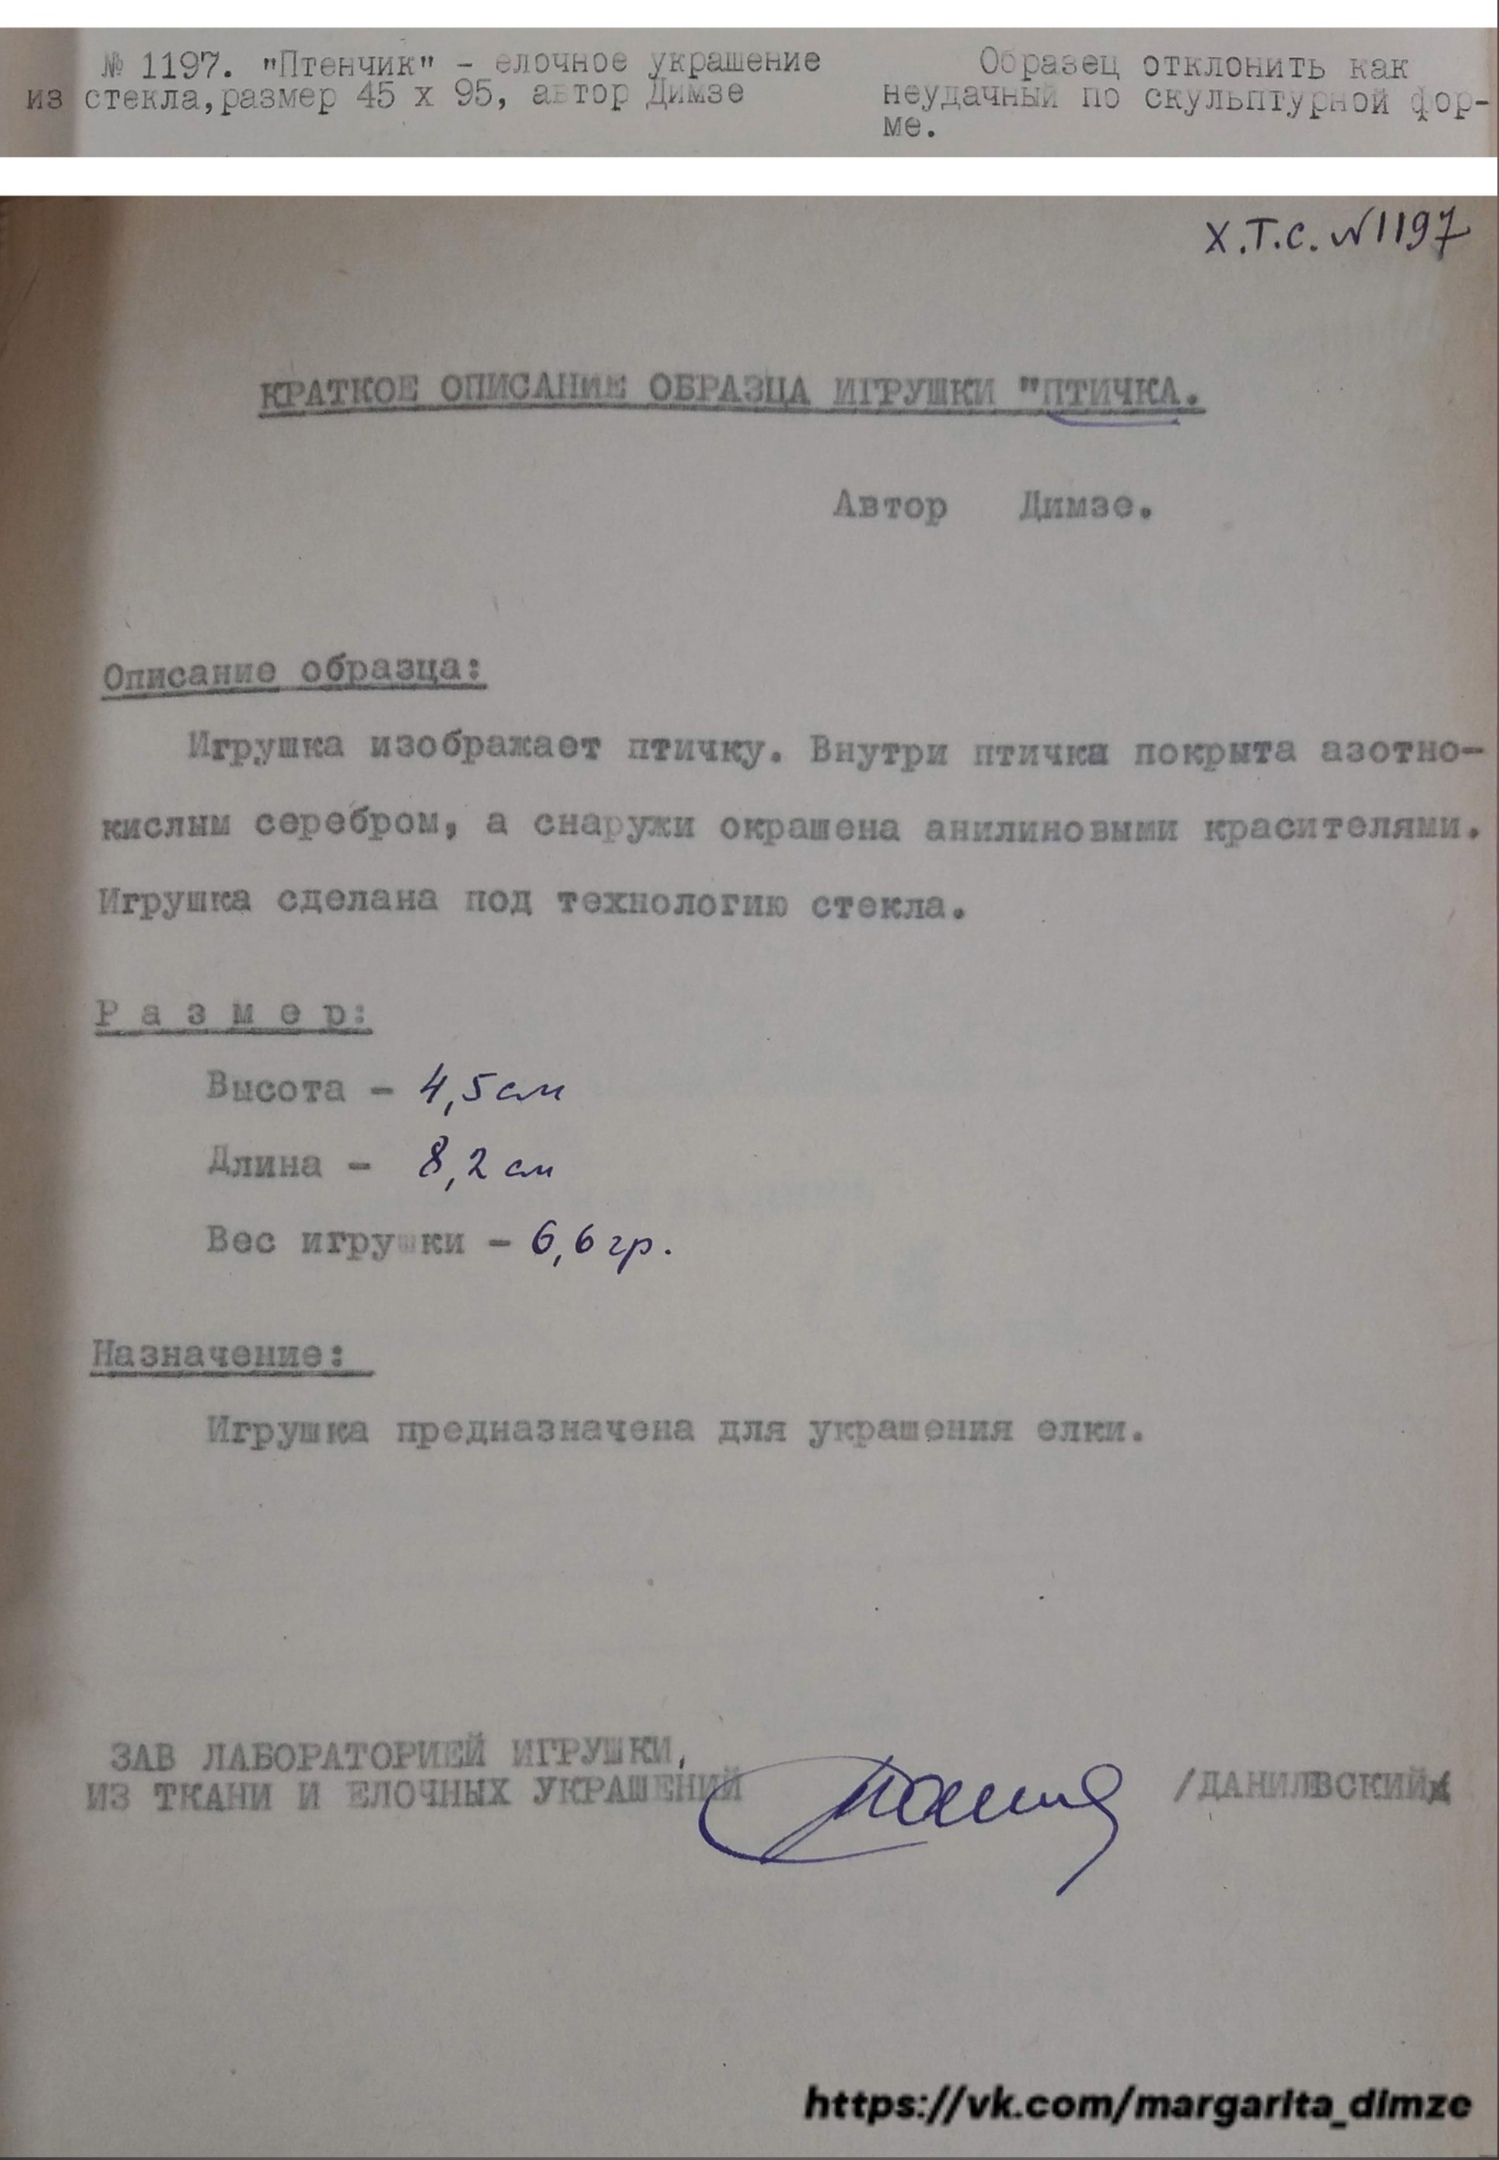 № 1197. "Птенчик" - елочное украшение
из стекла, размер 45 х 95, автор Димзе
Образец отклонить как
неудачный по скульптурной фор-
ме.
Х.Т.С. №1197
КРАТКОЕ ОПИСАНИЕ ОБРАЗЦА ИГРУШКИ "ПТИЧКА.
Автор Димзе.
Описание образца:
Игрушка изображает птичку. Внутри птичка покрыта азотно-
кислым серебром, а снаружи окрашена анилиновыми красителями.
Игрушка сделана под технологию стекла.
Р а з м е р:
Высота - 4,5 см
Длина - 8,2 см
Вес игрушки - 6,6 гр.
Назначение:
Игрушка предназначена для украшения елки.
ЗАВ ЛАБОРАТОРИЕЙ ИГРУШКИ,
ИЗ ТКАНИ И ЕЛОЧНЫХ УКРАШЕНИЙ /ДАНИЛЕВСКИЙ/
https://vk.com/margarita_dimze